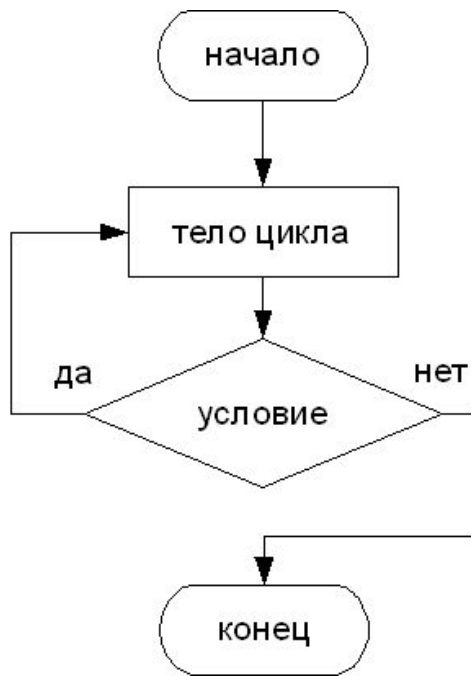 начало
тело цикла
да
нет
условие
конец